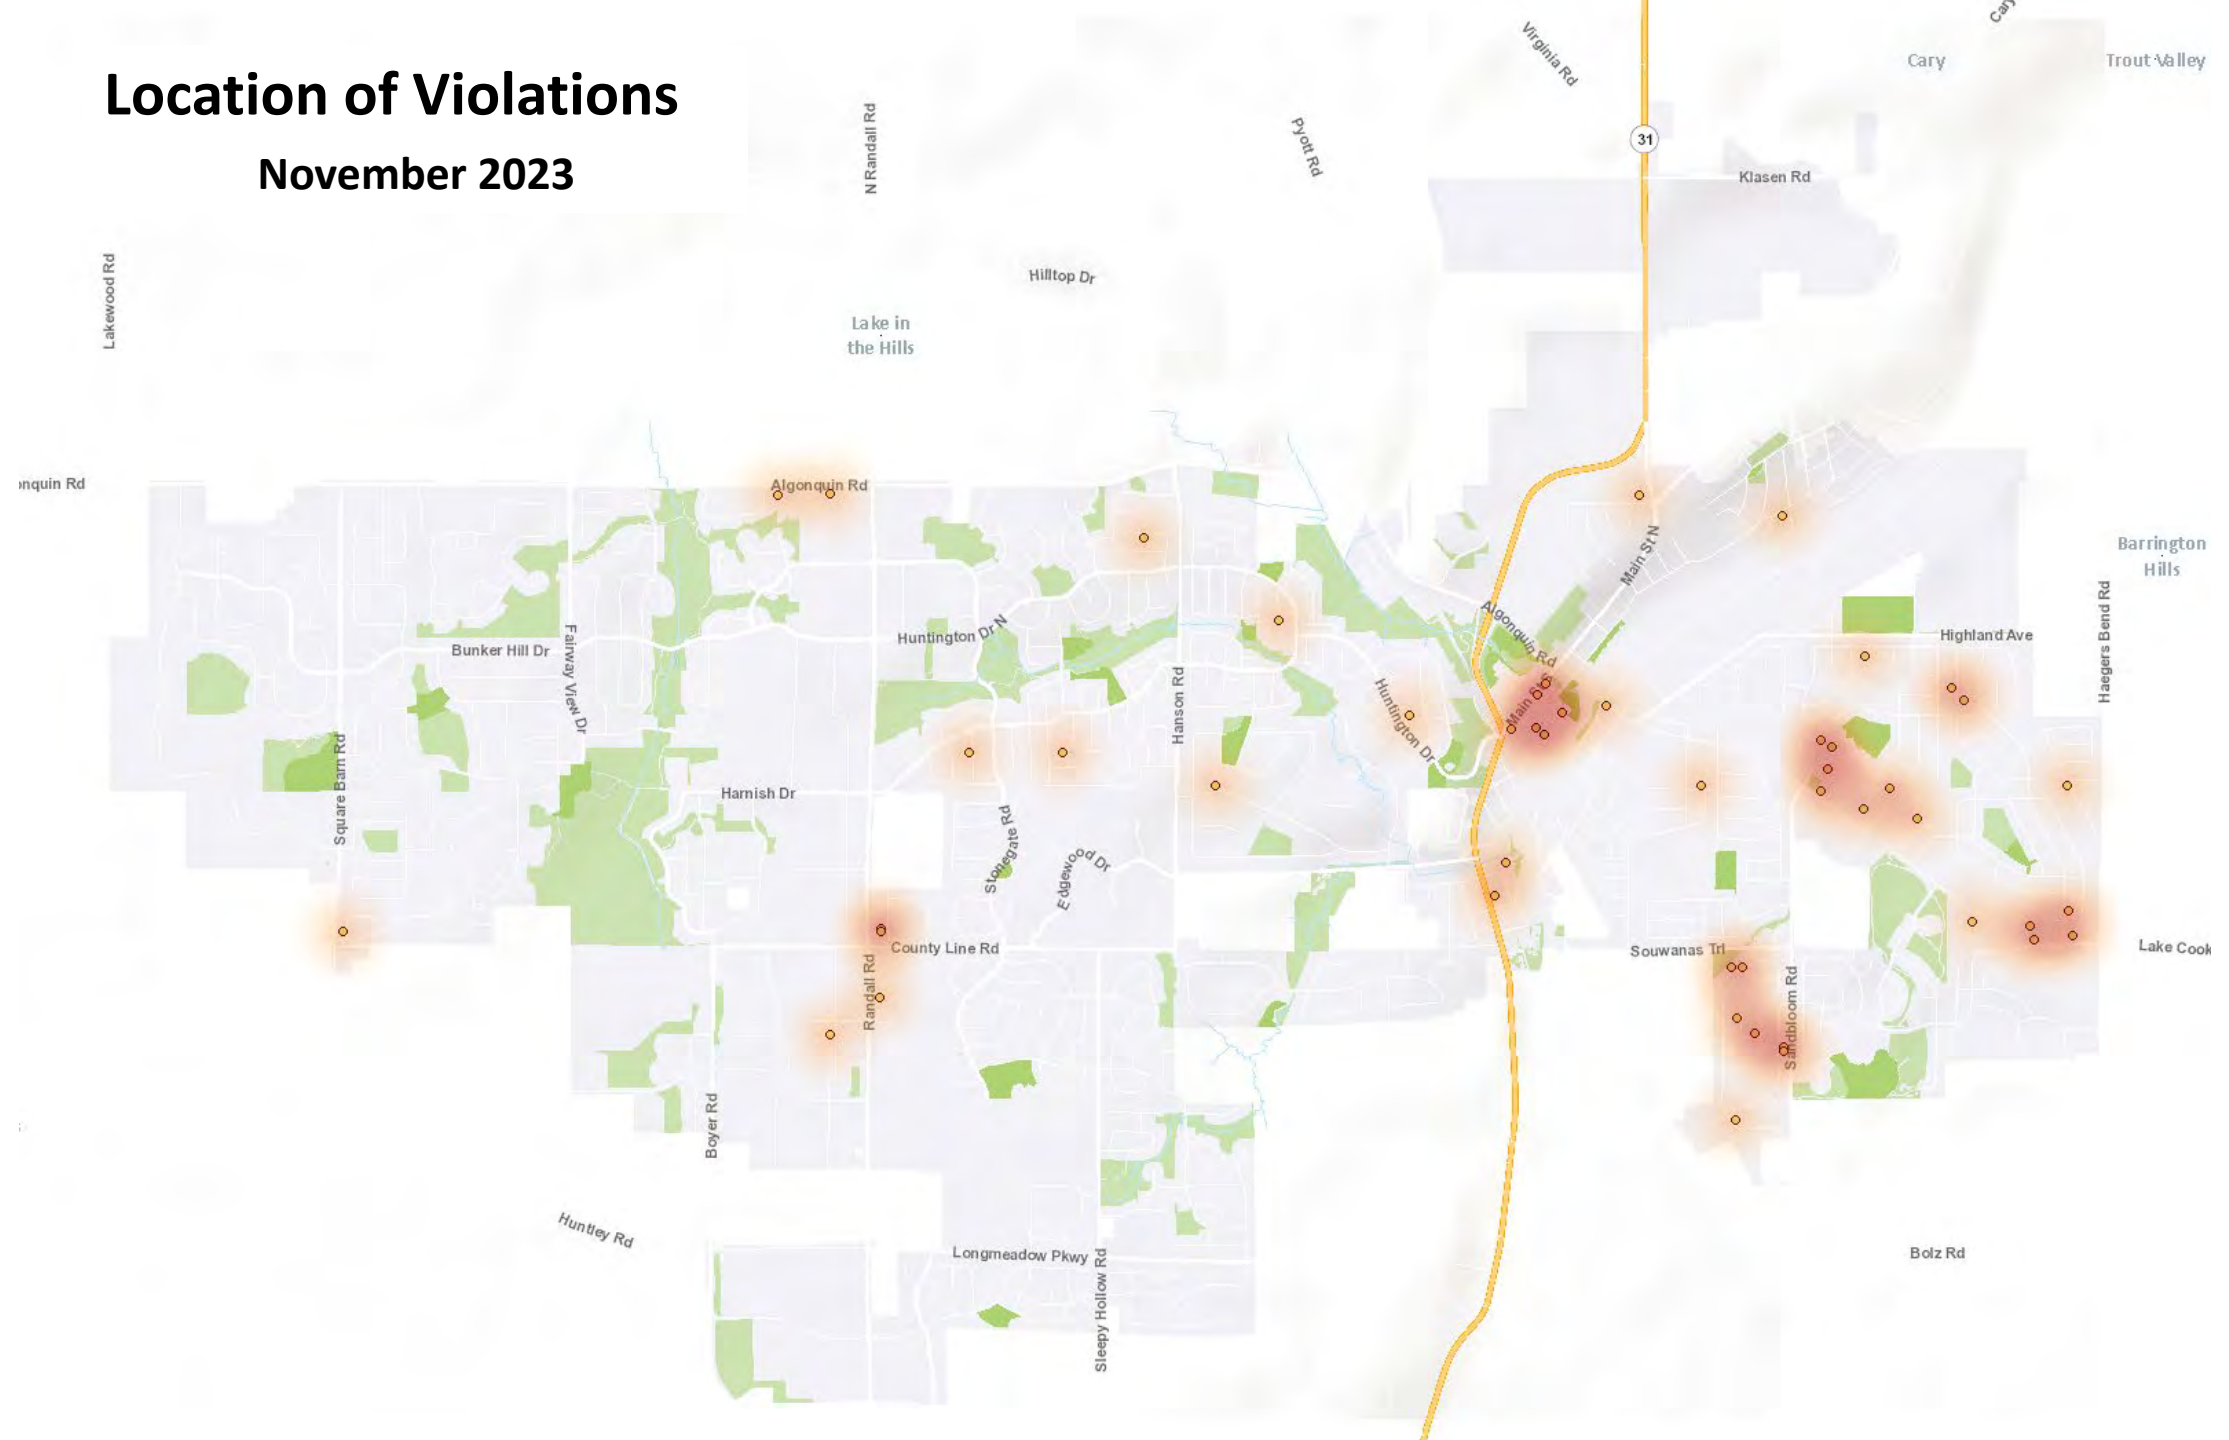 Location of Violations
November 2023
Virginia Rd
Cary
Cary
Trout Valley
N Randall Rd
Pyott Rd
31
Klasen Rd
Lakewood Rd
Hilltop Dr
Lake in
the Hills
onquin Rd
Algonquin Rd
Main St N
Barrington
Hills
Haegers Bend Rd
Algonquin Rd
Huntington Dr N
Highland Ave
Bunker Hill Dr
Fairway View Dr
Hanson Rd
Huntington Dr
Main St S
Square Barn Rd
Harnish Dr
Stonegate Rd
Edgewood Dr
County Line Rd
Souwanas Trl
Lake Cook
Randall Rd
Sandbloom Rd
Boyer Rd
Huntley Rd
Longmeadow Pkwy
Sleepy Hollow Rd
Bolz Rd